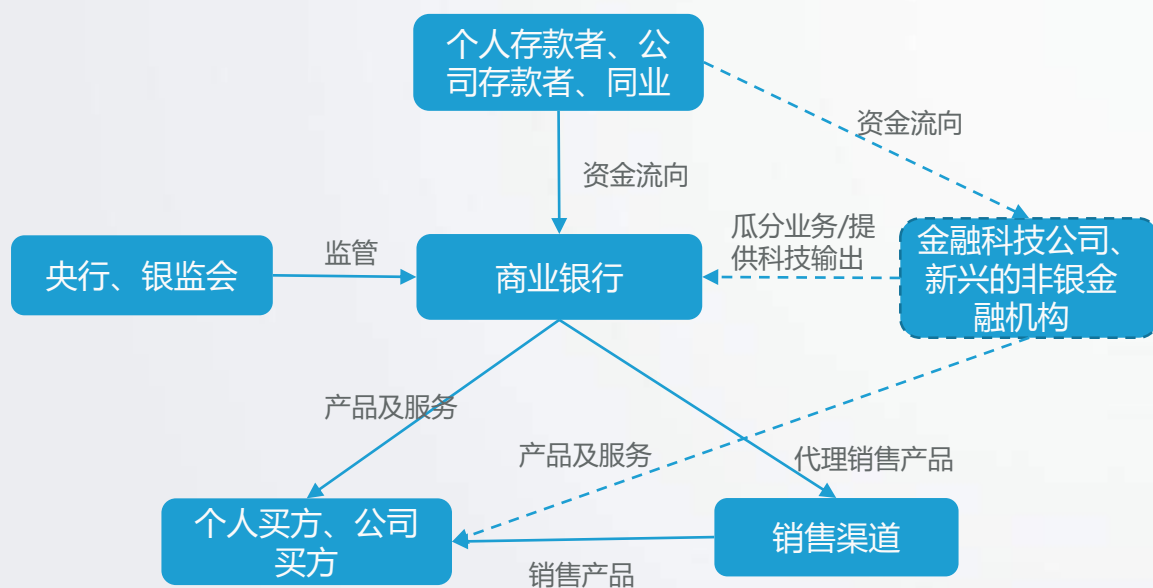 个人存款者、公
司存款者、同业
资金流向
资金流向
瓜分业务/提
供科技输出
监管
央行、银监会
商业银行
金融科技公司、
新兴的非银金
融机构
产品及服务
产品及服务
代理销售产品
个人买方、公司
买方
销售渠道
销售产品